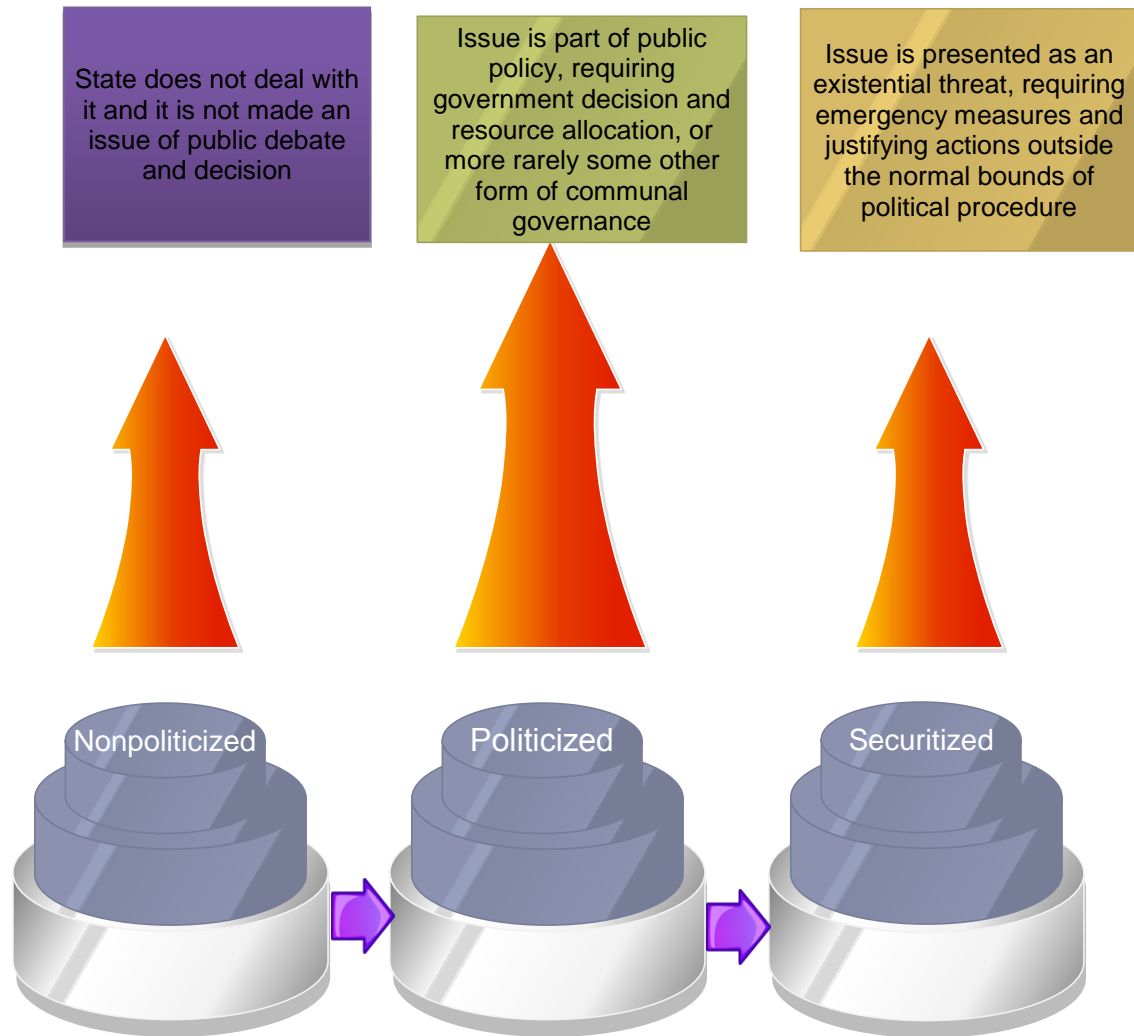 State does not deal with
it and it is not made an
issue of public debate
and decision
Issue is part of public
policy, requiring
government decision and
resource allocation, or
more rarely some other
form of communal
governance
Issue is presented as an
existential threat, requiring
emergency measures and
justifying actions outside
the normal bounds of
political procedure
Nonpoliticized
Politicized
Securitized